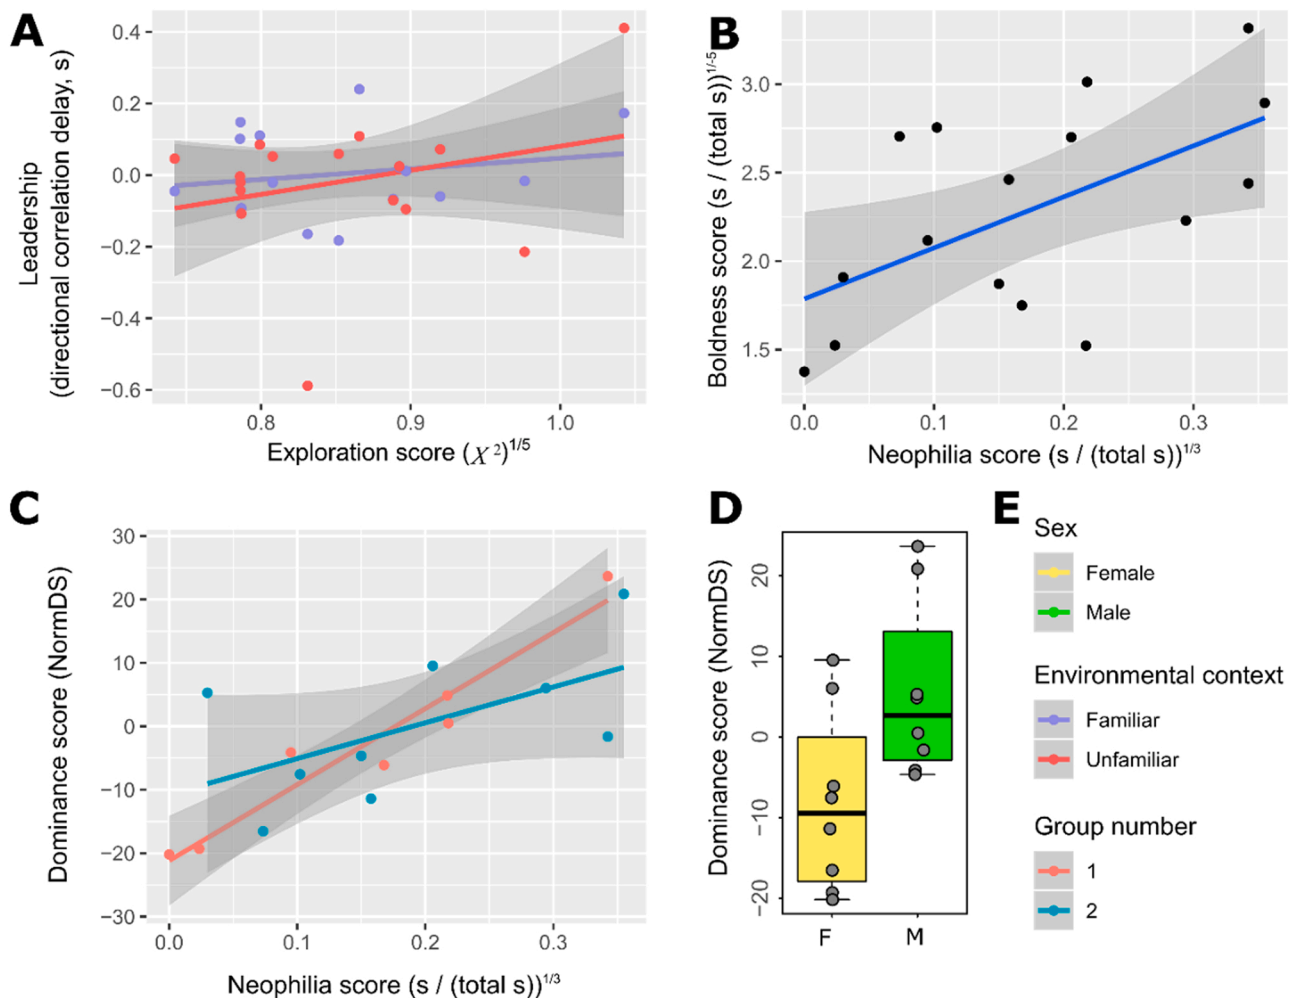 A
Leadership
(directional correlation delay, s)
0.4
0.2
0.0
−0.2
−0.4
−0.6
0.8
0.9
1.0
Exploration score (X²)^1/5
B
Boldness score (s / (total s))^1/-5
3.0
2.5
2.0
1.5
0.0
0.1
0.2
0.3
Neophilia score (s / (total s))^1/3
C
Dominance score (NormDS)
30
20
10
0
−10
−20
−30
0.0
0.1
0.2
0.3
Neophilia score (s / (total s))^1/3
D
Dominance score (NormDS)
20
10
0
−10
−20
F
M
E
Sex
Female
Male
Environmental context
Familiar
Unfamiliar
Group number
1
2